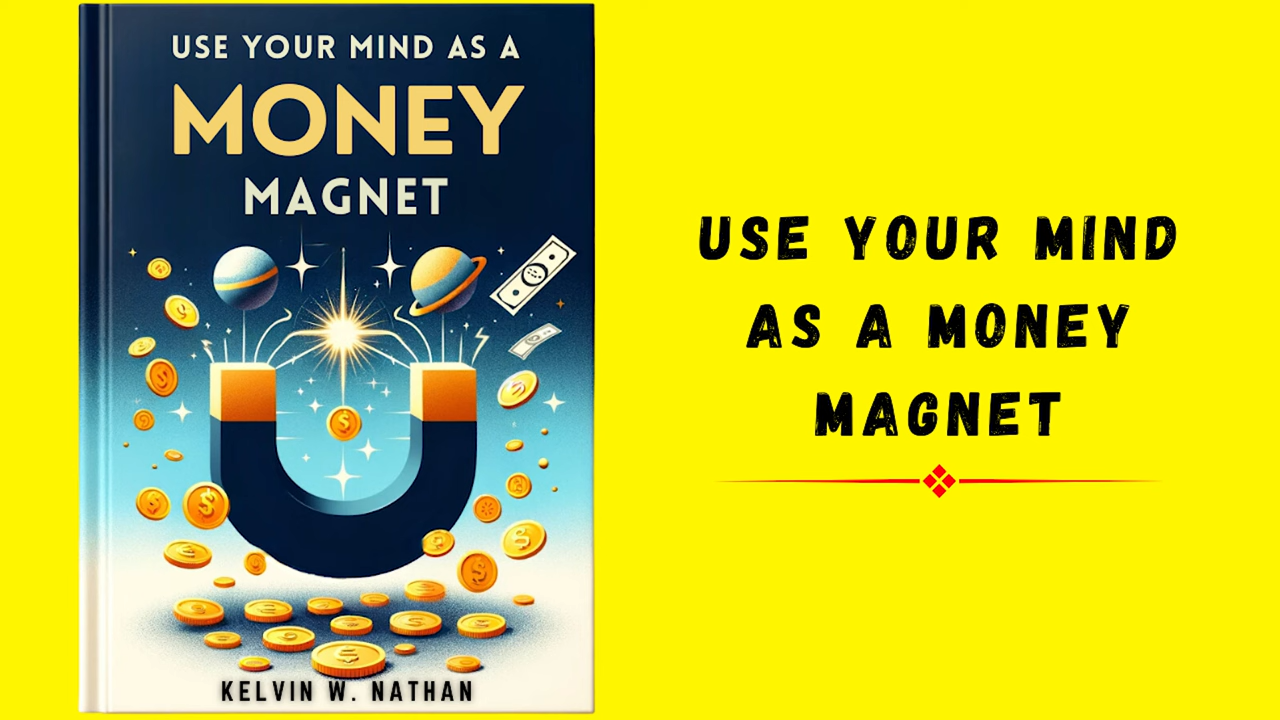 USE YOUR MIND AS A
MONEY
MAGNET
KELVIN W. NATHAN
USE YOUR MIND
AS A MONEY
MAGNET